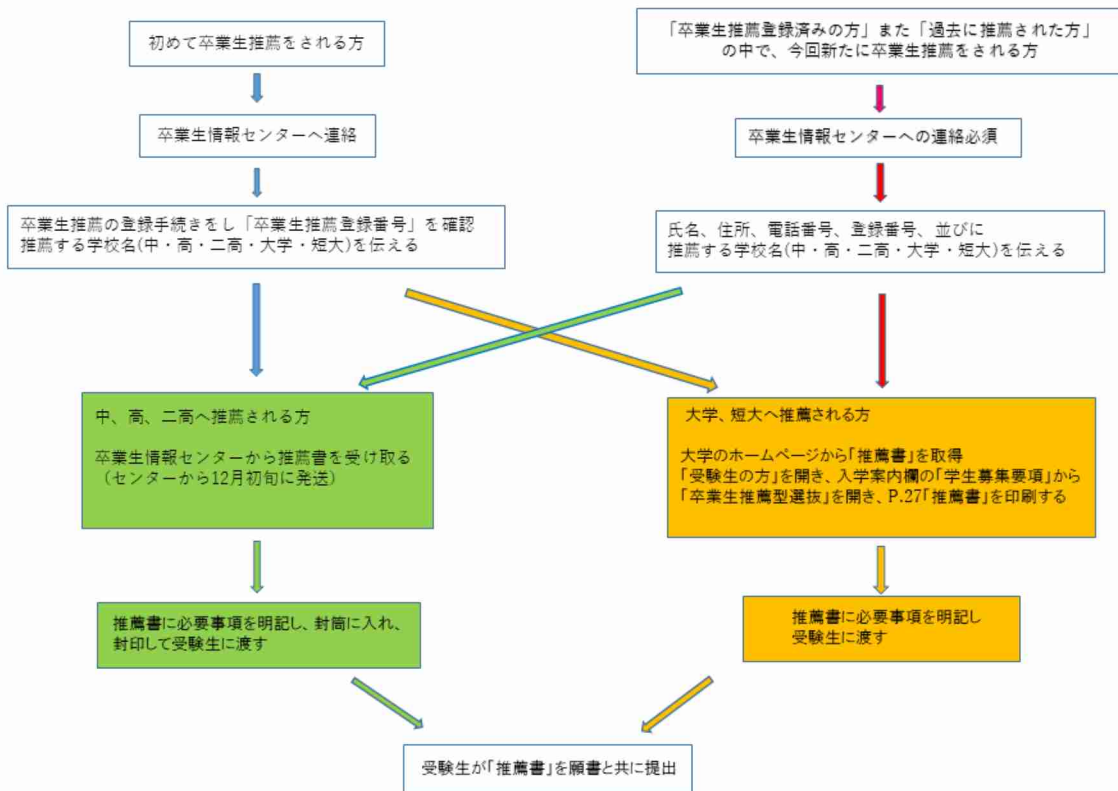 初めて卒業生推薦をされる方
「卒業生推薦登録済みの方」また「過去に推薦された方」
の中で、今回新たに卒業生推薦をされる方
卒業生情報センターへ連絡
卒業生情報センターへの連絡必須
卒業生推薦の登録手続きをし「卒業生推薦登録番号」を確認
推薦する学校名(中・高・二高・大学・短大)を伝える
氏名、住所、電話番号、登録番号、並びに
推薦する学校名(中・高・二高・大学・短大)を伝える
中、高、二高へ推薦される方
卒業生情報センターから推薦書を受け取る
（センターから12月初旬に発送）
大学、短大へ推薦される方
大学のホームページから「推薦書」を取得
「受験生の方」を開き、入学案内欄の「学生募集要項」から
「卒業生推薦型選抜」を開き、P.27「推薦書」を印刷する
推薦書に必要事項を明記し、封筒に入れ、
封印して受験生に渡す
推薦書に必要事項を明記し
受験生に渡す
受験生が「推薦書」を願書と共に提出